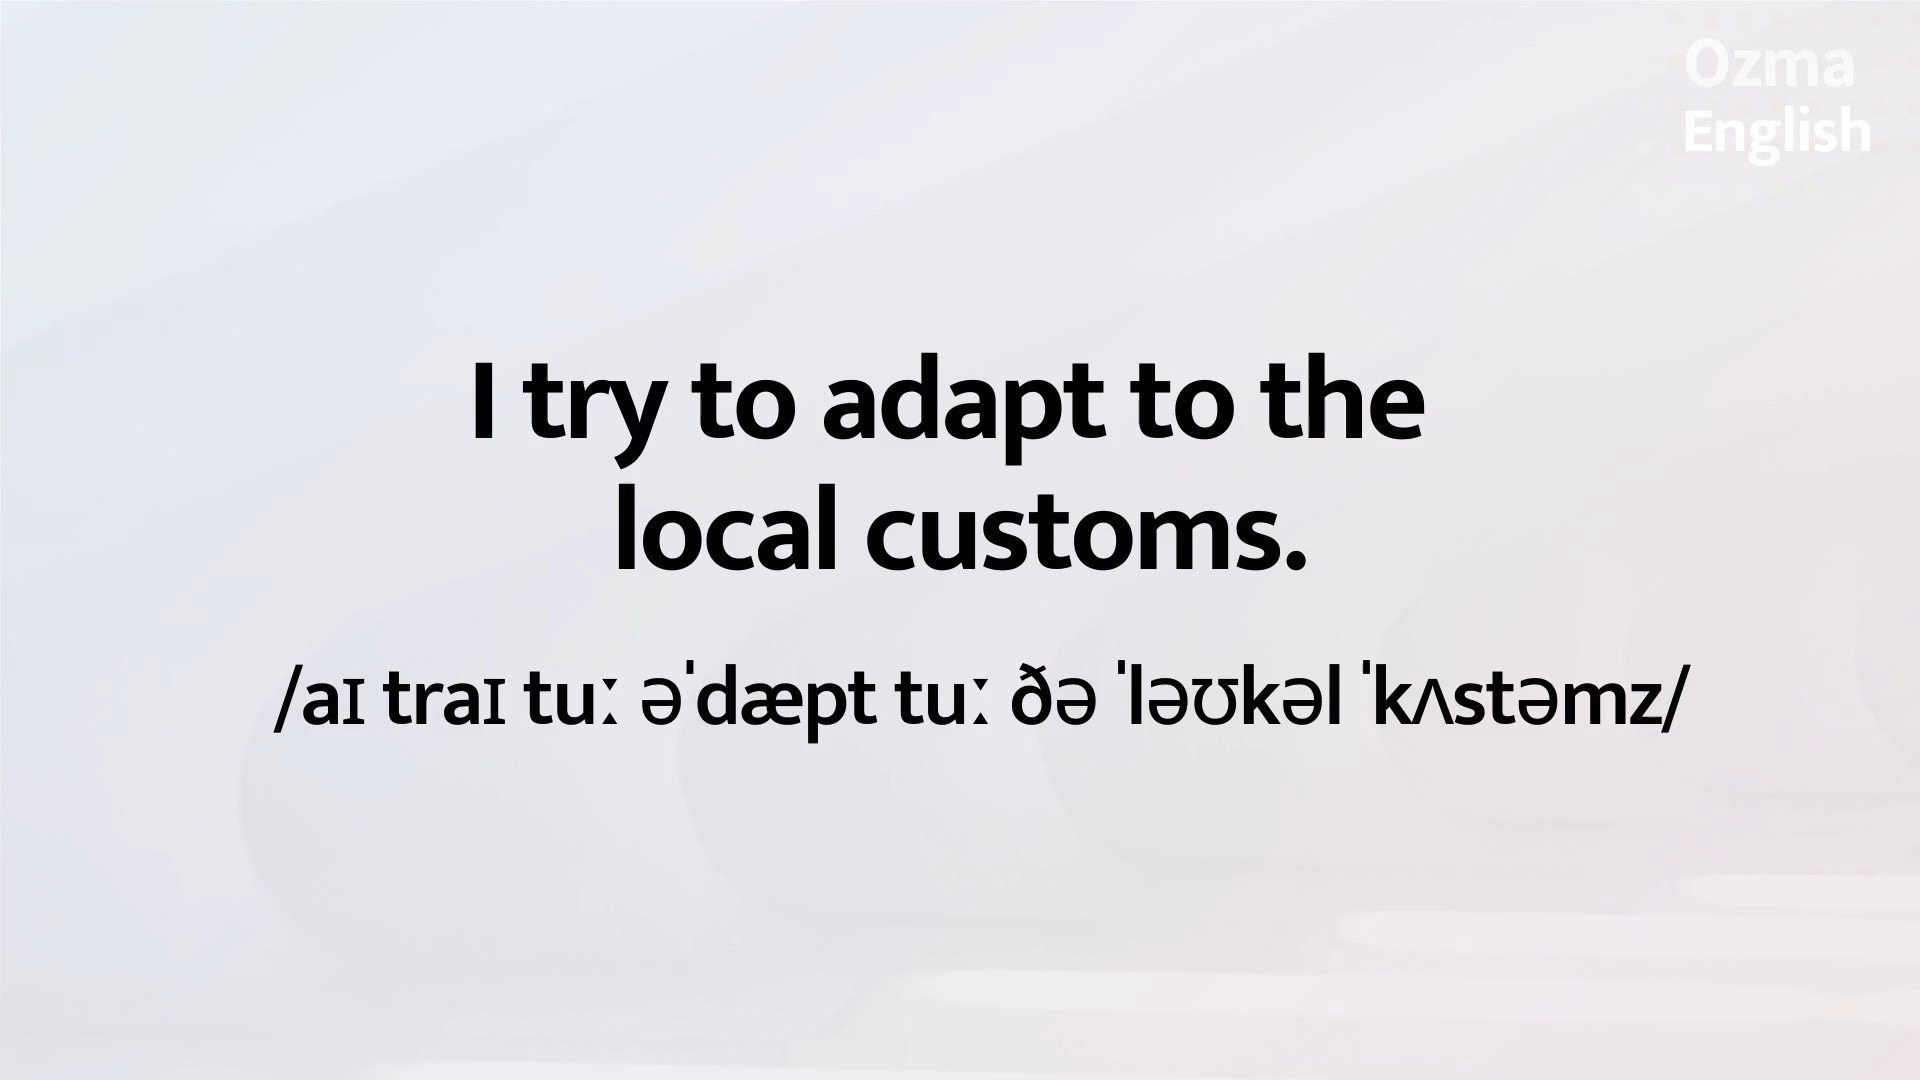 Ozma
English
I try to adapt to the
local customs.
/aɪ traɪ tuː əˈdæpt tuː ðə ˈləʊkəl ˈkʌstəmz/